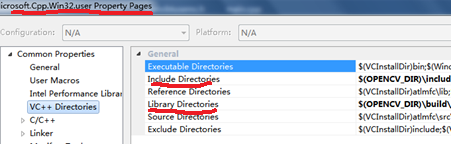 icrosoft.Cpp.Win32.user Property Pages
Configuration: N/A Platform: N/A
Common Properties
General
User Macros
Intel Performance Librar
VC++ Directories
C/C++
Linker
General
Executable Directories $(VCInstallDir)bin;$(Wind
Include Directories $(OPENCV_DIR)\includ
Reference Directories $(VCInstallDir)atlmfc\lib;
Library Directories $(OPENCV_DIR)\build\
Source Directories $(VCInstallDir)atlmfc\src\
Exclude Directories $(VCInstallDir)include;$(